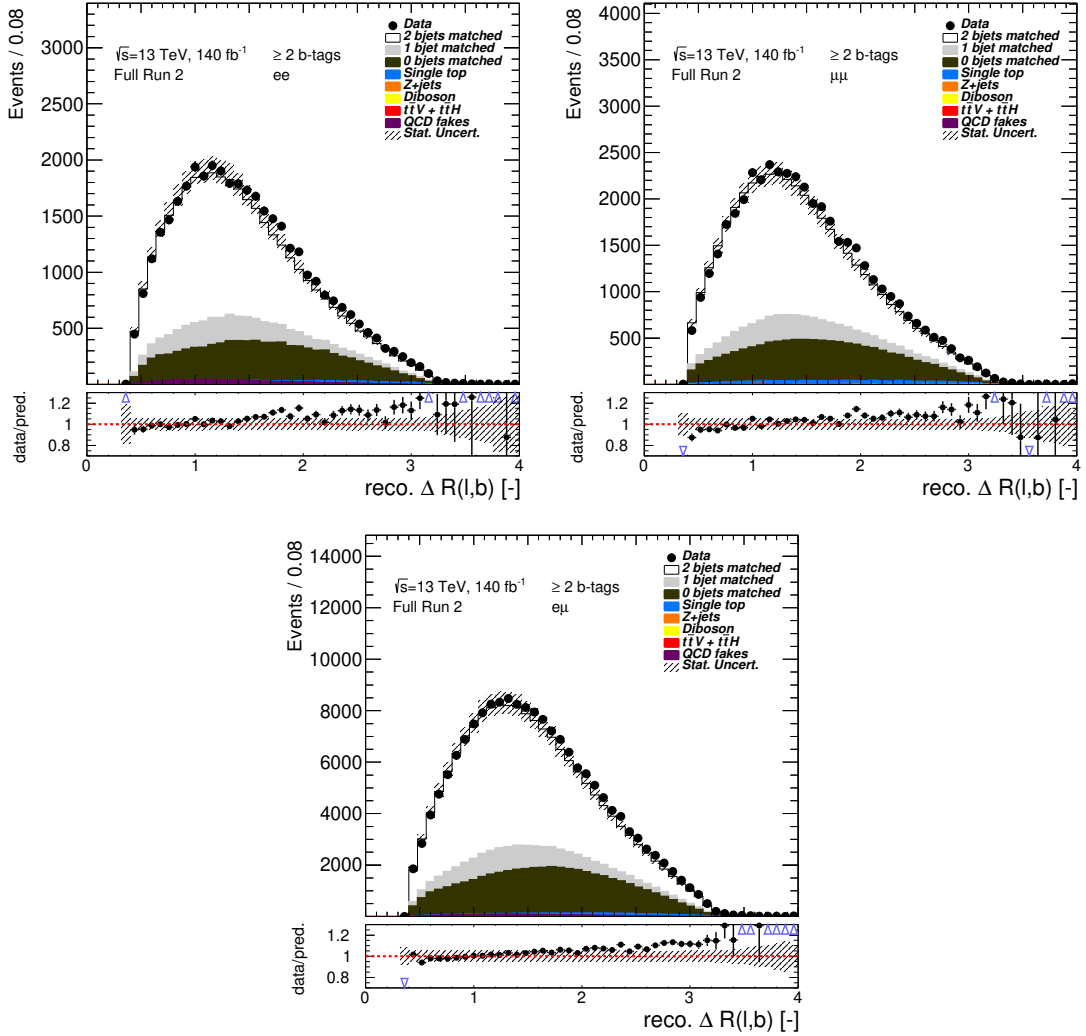 Events / 0.08
3500
3000
2500
2000
1500
1000
500
√s=13 TeV, 140 fb⁻¹
Full Run 2
≥ 2 b-tags
ee
Data
2 bjets matched
1 bjet matched
0 bjets matched
Single top
Z+jets
Diboson
tt̄V + tt̄H
QCD fakes
Stat. Uncert.
data/pred.
1.2
1
0.8
0 1 2 3 4
reco. Δ R(l,b) [-]
Events / 0.08
4000
3500
3000
2500
2000
1500
1000
500
√s=13 TeV, 140 fb⁻¹
Full Run 2
≥ 2 b-tags
μμ
Data
2 bjets matched
1 bjet matched
0 bjets matched
Single top
Z+jets
Diboson
tt̄V + tt̄H
QCD fakes
Stat. Uncert.
data/pred.
1.2
1
0.8
0 1 2 3 4
reco. Δ R(l,b) [-]
Events / 0.08
14000
12000
10000
8000
6000
4000
2000
√s=13 TeV, 140 fb⁻¹
Full Run 2
≥ 2 b-tags
eμ
Data
2 bjets matched
1 bjet matched
0 bjets matched
Single top
Z+jets
Diboson
tt̄V + tt̄H
QCD fakes
Stat. Uncert.
data/pred.
1.2
1
0.8
0 1 2 3 4
reco. Δ R(l,b) [-]